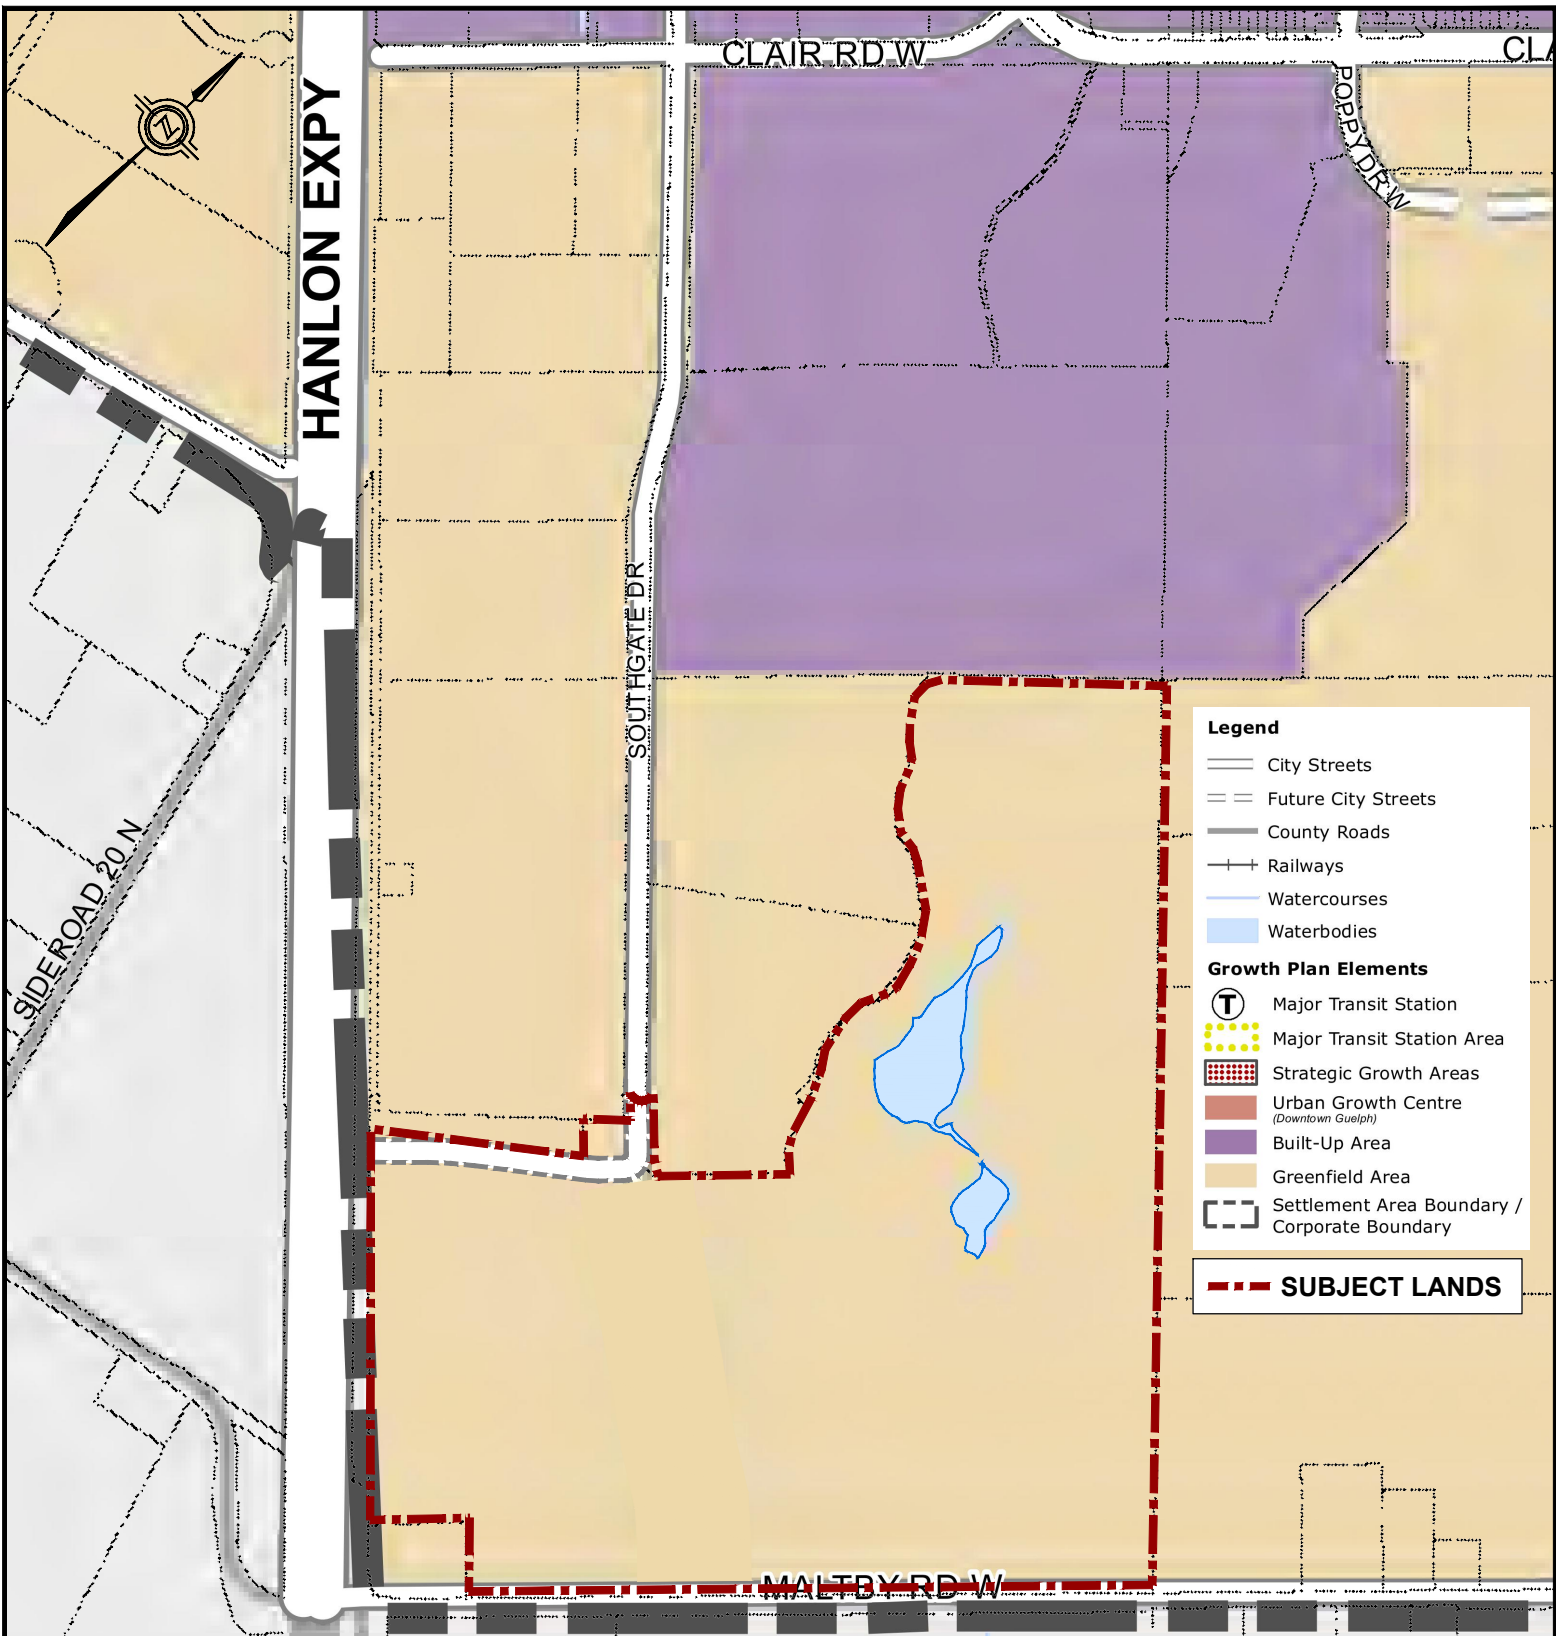 CLAIR RD W
CLA
POPPY DR W
HANLON EXPY
N
SOUTHGATE DR
SIDEROAD 20 N
Legend
City Streets
Future City Streets
County Roads
Railways
Watercourses
Waterbodies
Growth Plan Elements
T Major Transit Station
Major Transit Station Area
Strategic Growth Areas
Urban Growth Centre
(Downtown Guelph)
Built-Up Area
Greenfield Area
Settlement Area Boundary /
Corporate Boundary
SUBJECT LANDS
MALTBY RD W